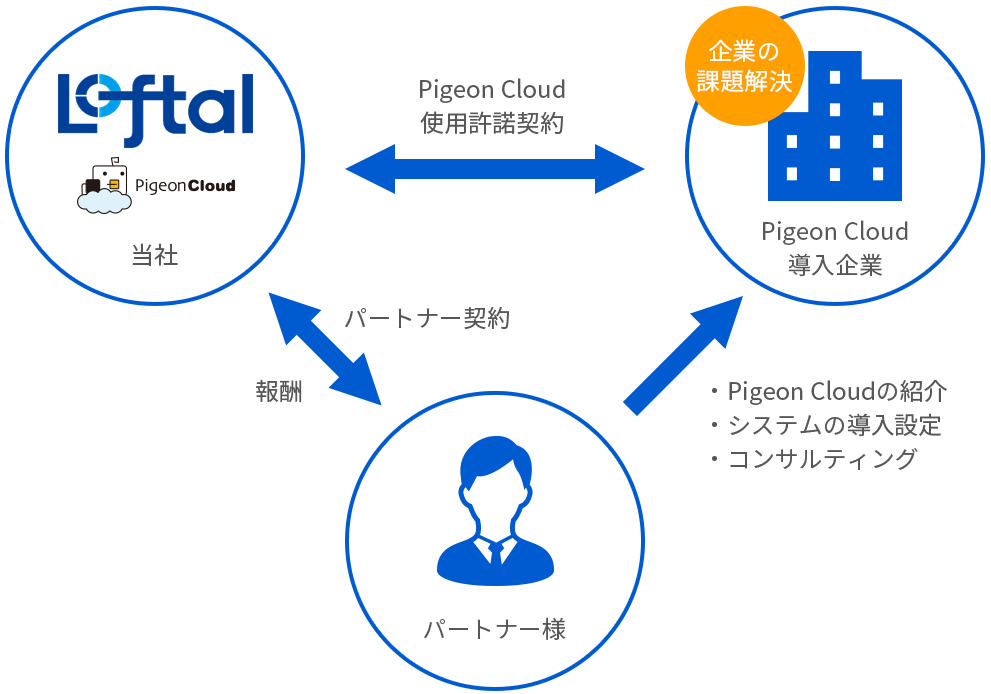 Loftal
PigeonCloud
当社
Pigeon Cloud
使用許諾契約
企業の
課題解決
Pigeon Cloud
導入企業
パートナー契約
報酬
・Pigeon Cloudの紹介
・システムの導入設定
・コンサルティング
パートナー様